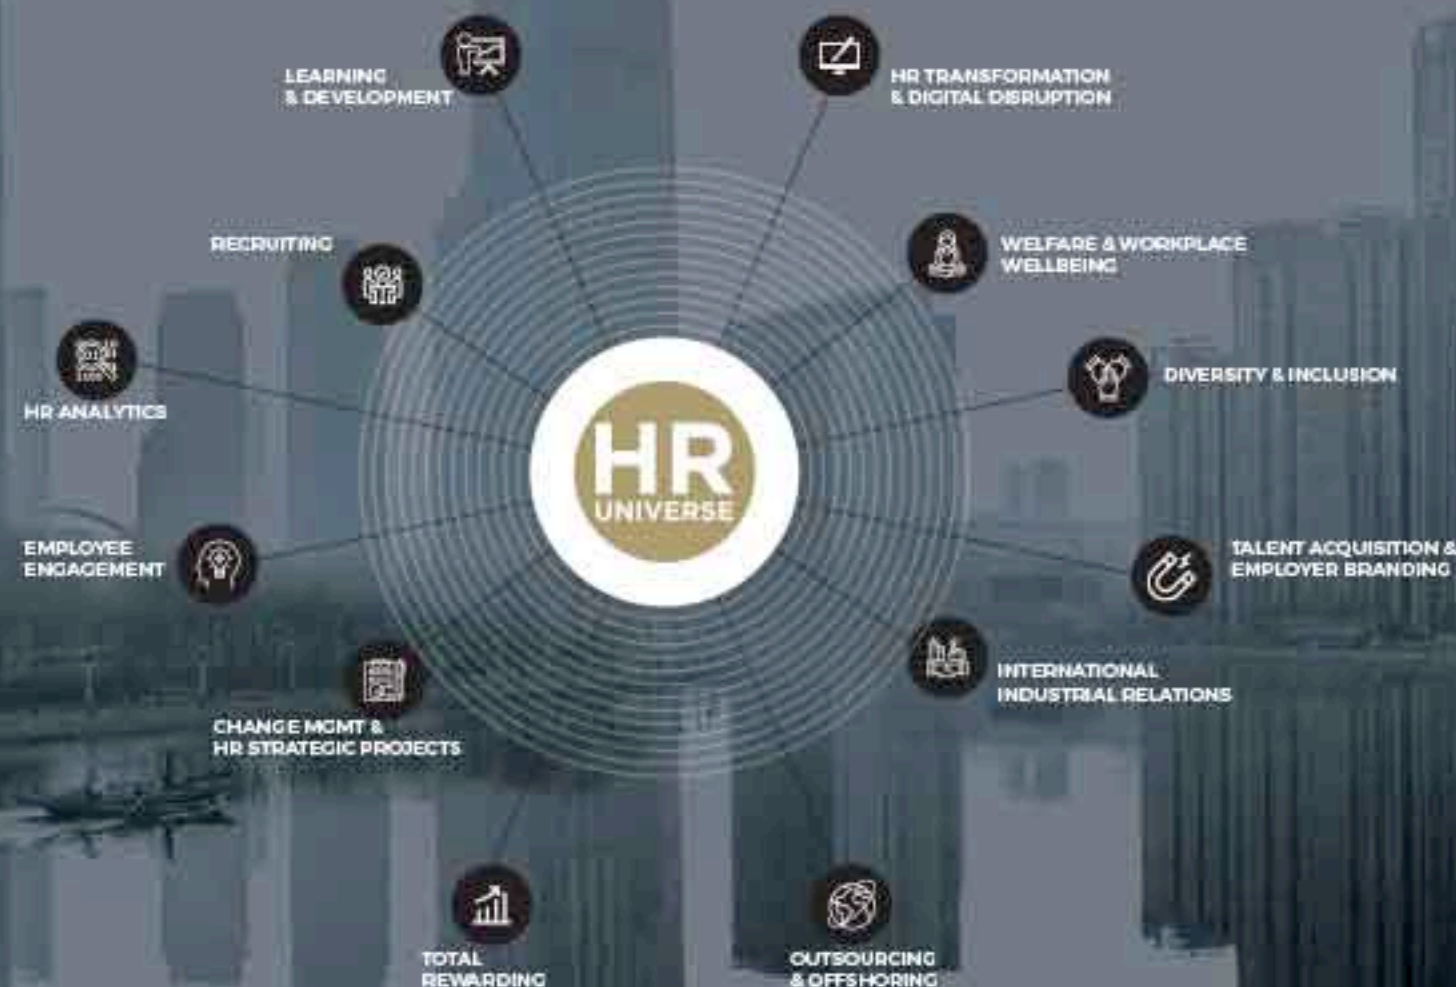 LEARNING
& DEVELOPMENT
HR TRANSFORMATION
& DIGITAL DISRUPTION
RECRUITING
WELFARE & WORKPLACE
WELLBEING
HR ANALYTICS
DIVERSITY & INCLUSION
HR
UNIVERSE
EMPLOYEE
ENGAGEMENT
TALENT ACQUISITION &
EMPLOYER BRANDING
INTERNATIONAL
INDUSTRIAL RELATIONS
CHANGE MGMT &
HR STRATEGIC PROJECTS
TOTAL
REWARDING
OUTSOURCING
& OFFSHORING